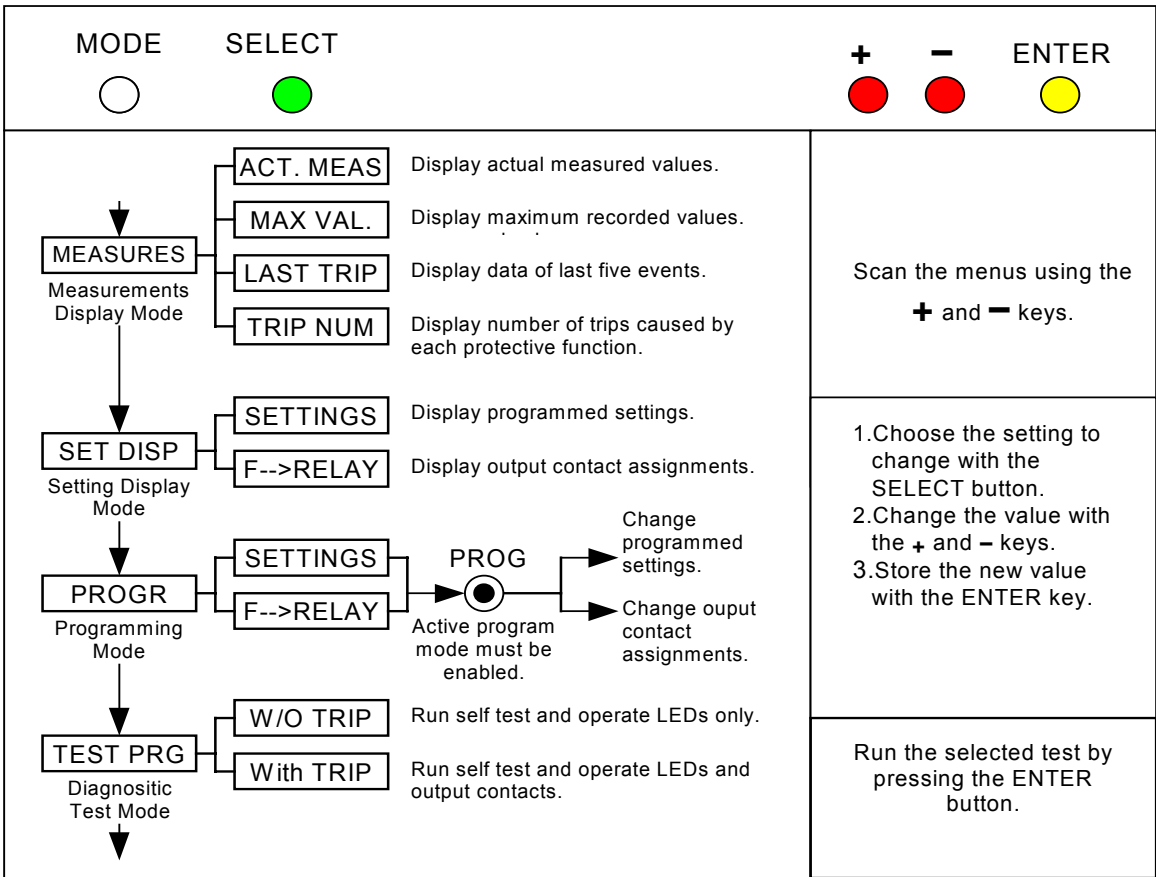 MODE SELECT + – ENTER
ACT. MEAS Display actual measured values.
MAX VAL. Display maximum recorded values.
MEASURES
Measurements
Display Mode
LAST TRIP Display data of last five events.
TRIP NUM Display number of trips caused by
each protective function.
Scan the menus using the
+ and – keys.
SET DISP
Setting Display
Mode
SETTINGS Display programmed settings.
F-->RELAY Display output contact assignments.
PROGR
Programming
Mode
SETTINGS
F-->RELAY
PROG
Active program
mode must be
enabled.
Change
programmed
settings.
Change ouput
contact
assignments.
1.Choose the setting to
change with the
SELECT button.
2.Change the value with
the + and – keys.
3.Store the new value
with the ENTER key.
TEST PRG
Diagnositic
Test Mode
W/O TRIP Run self test and operate LEDs only.
With TRIP Run self test and operate LEDs and
output contacts.
Run the selected test by
pressing the ENTER
button.